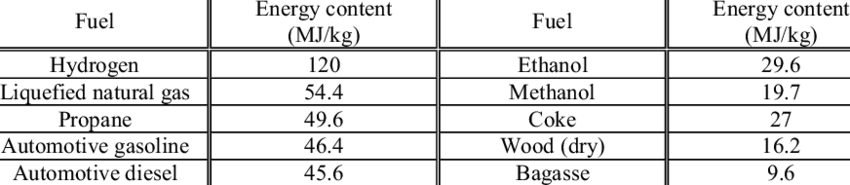 Fuel Energy content (MJ/kg) Fuel Energy content (MJ/kg)
Hydrogen 120 Ethanol 29.6
Liquefied natural gas 54.4 Methanol 19.7
Propane 49.6 Coke 27
Automotive gasoline 46.4 Wood (dry) 16.2
Automotive diesel 45.6 Bagasse 9.6